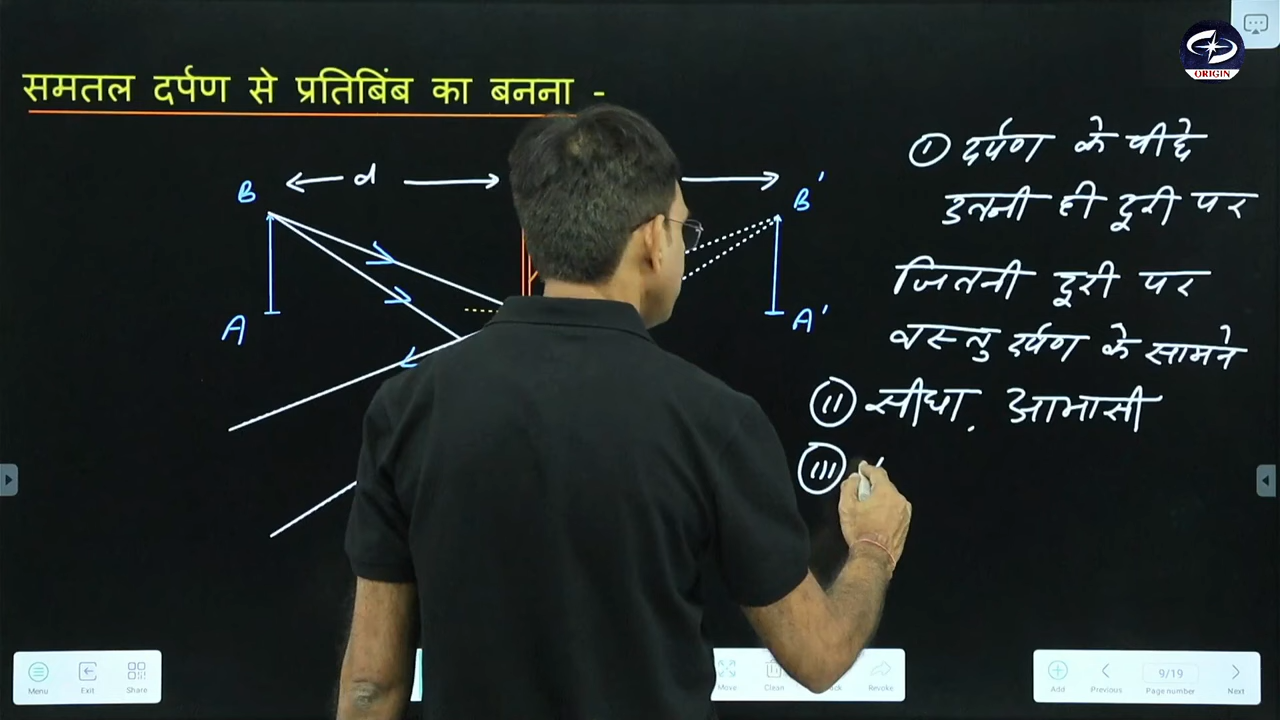 ORIGIN
समतल दर्पण से प्रतिबिंब का बनना -
B
d
B'
A
A'
① दर्पण के पीछे
उतनी ही दूरी पर
जितनी दूरी पर
वस्तु दर्पण के सामने
(ii) सीधा, आभासी
(iii)
Menu
Exit
Share
Move
Clean
Revoke
Add
Previous
9/19
Page number
Next